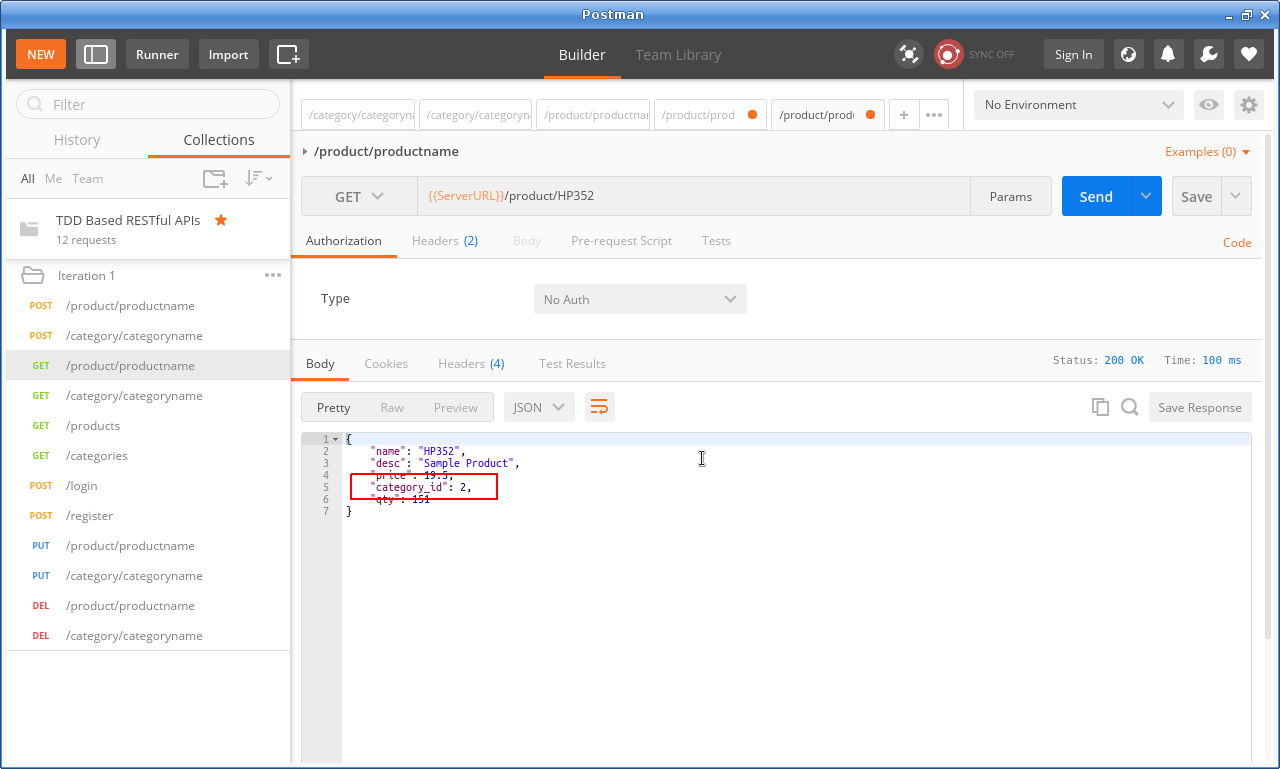 Postman
NEW
Runner
Import
Builder
Team Library
SYNC OFF
Sign In
Filter
History
Collections
All
Me
Team
TDD Based RESTful APIs
12 requests
Iteration 1
POST /product/productname
POST /category/categoryname
GET /product/productname
GET /category/categoryname
GET /products
GET /categories
POST /login
POST /register
PUT /product/productname
PUT /category/categoryname
DEL /product/productname
DEL /category/categoryname
/category/categoryn
/category/categoryn
/product/productnar
/product/prod
/product/prod
+
No Environment
/product/productname
Examples (0)
GET
{{ServerURL}}/product/HP352
Params
Send
Save
Authorization
Headers (2)
Body
Pre-request Script
Tests
Code
Type
No Auth
Body
Cookies
Headers (4)
Test Results
Status: 200 OK
Time: 100 ms
Pretty
Raw
Preview
JSON
Save Response
1 {
2 "name": "HP352",
3 "desc": "Sample Product",
4 "price": 19.5,
5 "category_id": 2,
6 "qty": 151
7 }